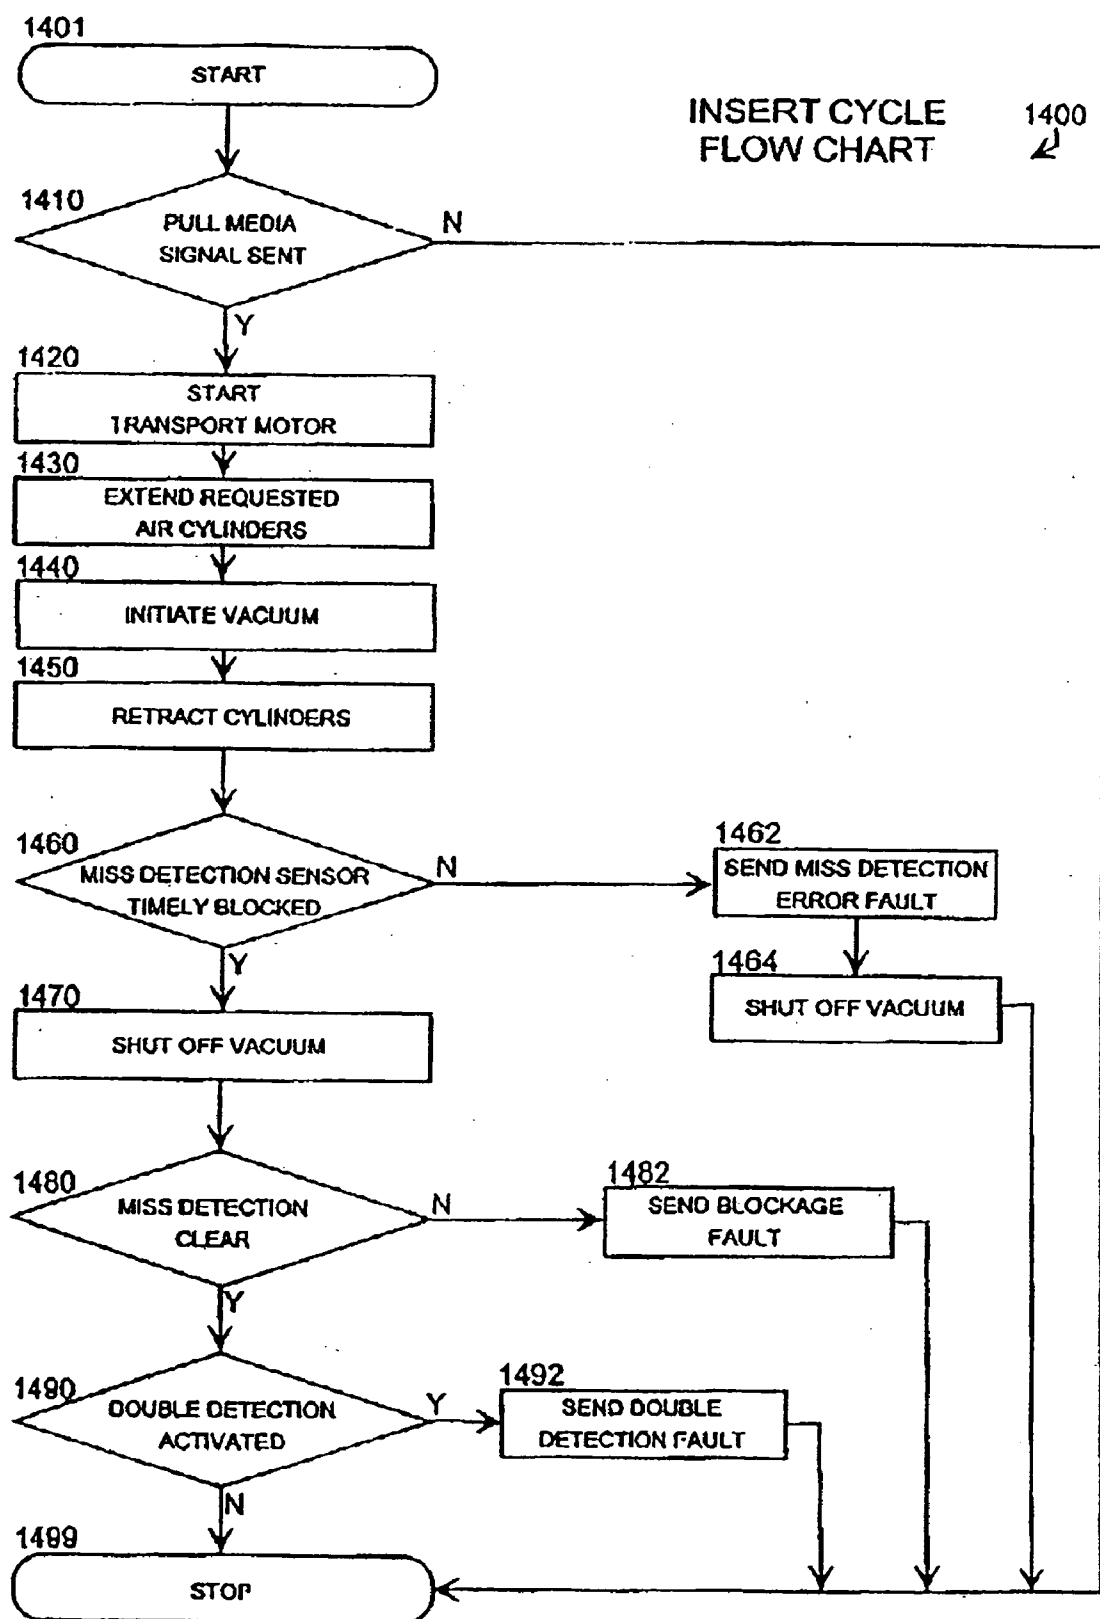 1401
START
INSERT CYCLE
FLOW CHART
1400
1410
PULL MEDIA
SIGNAL SENT
N
Y
1420
START
TRANSPORT MOTOR
1430
EXTEND REQUESTED
AIR CYLINDERS
1440
INITIATE VACUUM
1450
RETRACT CYLINDERS
1460
MISS DETECTION SENSOR
TIMELY BLOCKED
N
Y
1462
SEND MISS DETECTION
ERROR FAULT
1464
SHUT OFF VACUUM
1470
SHUT OFF VACUUM
1480
MISS DETECTION
CLEAR
N
Y
1482
SEND BLOCKAGE
FAULT
1490
DOUBLE DETECTION
ACTIVATED
Y
N
1492
SEND DOUBLE
DETECTION FAULT
1499
STOP